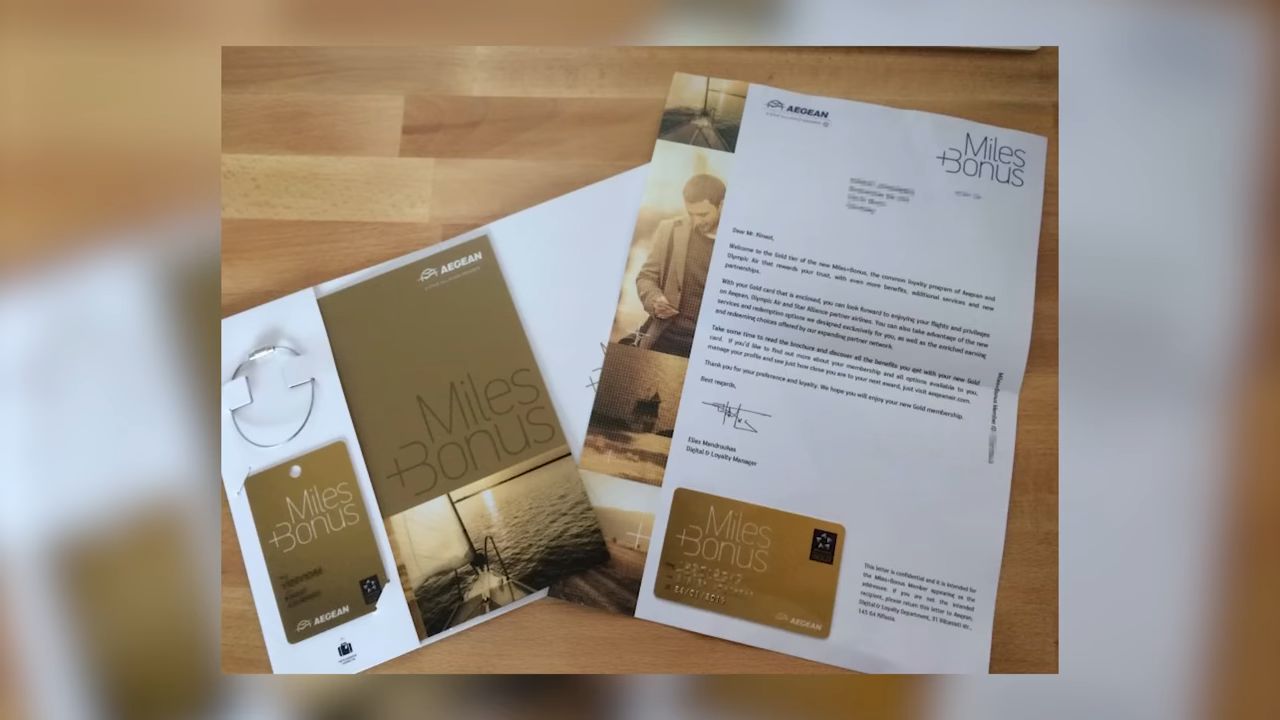 AEGEAN
Miles
+Bonus
Miles
+Bonus
AEGEAN
AEGEAN
Miles
+Bonus
Dear Mr.
Welcome to the Gold tier of the new Miles+Bonus, the common loyalty program of Aegean and
Olympic Air that rewards your trust, with even more benefits, additional services and new
partnerships.
With your Gold card that is enclosed, you can look forward to enjoying your flights and privileges
on Aegean, Olympic Air and Star Alliance partner airlines. You can also take advantage of the new
services and redemption options we designed exclusively for you, as well as the enriched earning
and redeeming choices offered by our expanding partner network.
Take some time to read the brochure and discover all the benefits you get with your new Gold
card. If you'd like to find out more about your membership and all options available to you,
manage your profile and see just how close you are to your next award, just visit aegeanair.com.
Thank you for your preference and loyalty. We hope you will enjoy your new Gold membership.
Best regards,
Elias Mandroukas
Digital & Loyalty Manager
Miles+Bonus Member ID
Miles
+Bonus
AEGEAN
This letter is confidential and it is intended for
the Miles+Bonus Member appearing as the
addressee. If you are not the intended
recipient, please return this letter to Aegean,
Digital & Loyalty Department, 31 Viltanioti str.,
145 64 Kifissia.